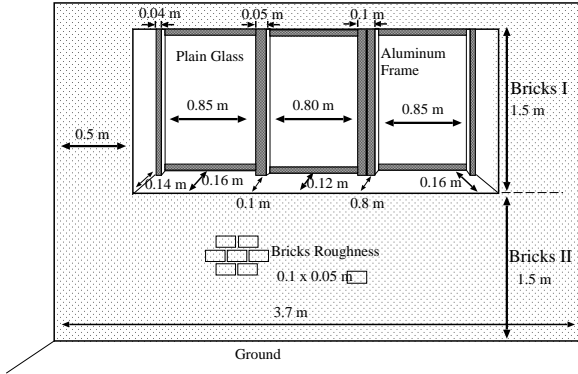 0.04 m
0.05 m
0.1 m
Plain Glass
Aluminum
Frame
Bricks I
1.5 m
0.85 m
0.80 m
0.85 m
0.5 m
0.14 m
0.16 m
0.1 m
0.12 m
0.8 m
0.16 m
Bricks Roughness
0.1 x 0.05 m
Bricks II
1.5 m
3.7 m
Ground